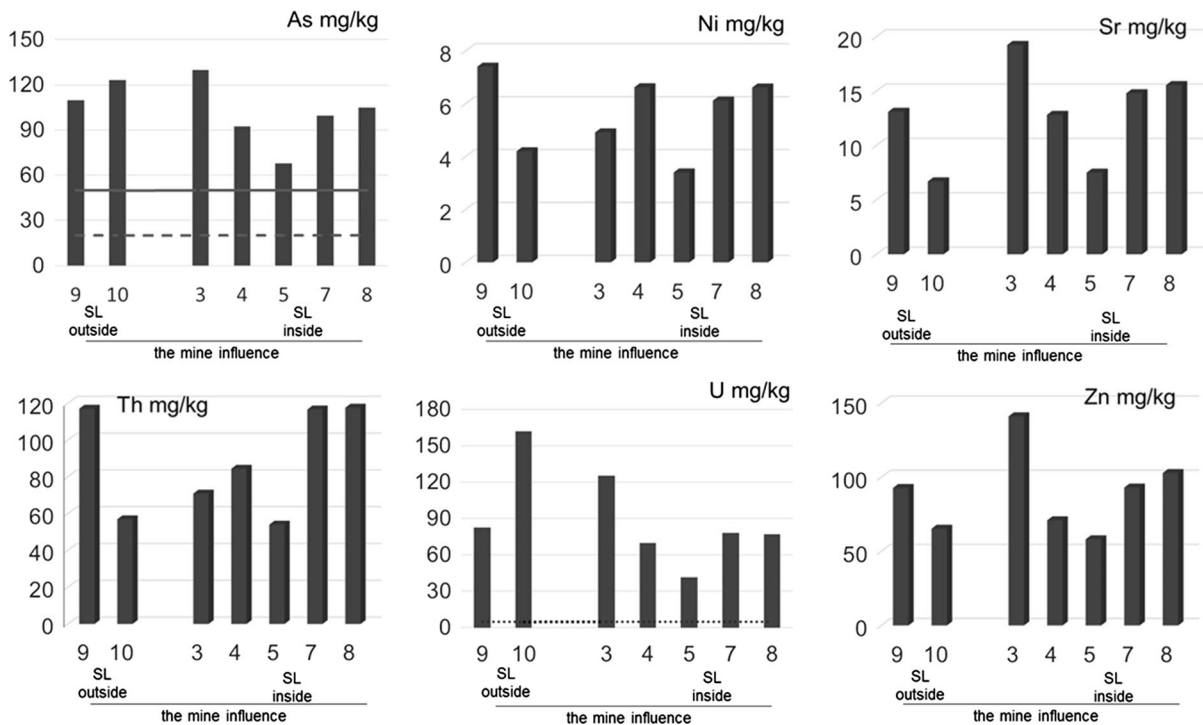 As mg/kg
150
120
90
60
30
0
9 10 3 4 5 7 8
SL outside
SL inside
the mine influence
Ni mg/kg
8
6
4
2
0
9 10 3 4 5 7 8
SL outside
SL inside
the mine influence
Sr mg/kg
20
15
10
5
0
9 10 3 4 5 7 8
SL outside
SL inside
the mine influence
Th mg/kg
120
100
80
60
40
20
0
9 10 3 4 5 7 8
SL outside
SL inside
the mine influence
U mg/kg
180
150
120
90
60
30
0
9 10 3 4 5 7 8
SL outside
SL inside
the mine influence
Zn mg/kg
150
100
50
0
9 10 3 4 5 7 8
SL outside
SL inside
the mine influence